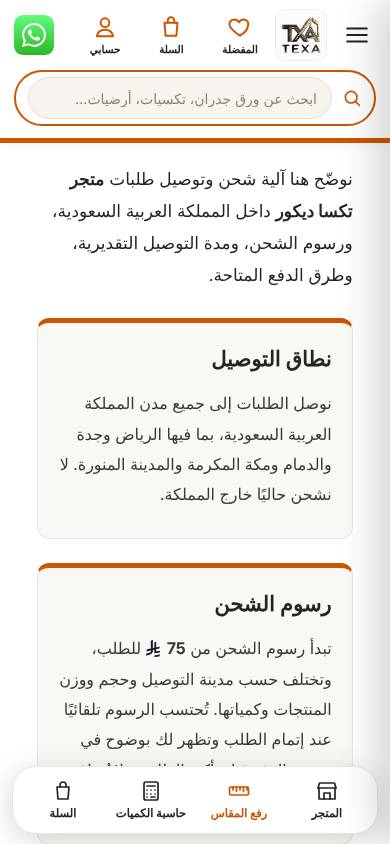 TEXA
المفضلة
السلة
حسابي
ابحث عن ورق جدران، تكسيات، أرضيات...
نوضّح هنا آلية شحن وتوصيل طلبات متجر
تكسا ديكور داخل المملكة العربية السعودية،
ورسوم الشحن، ومدة التوصيل التقديرية،
وطرق الدفع المتاحة.
نطاق التوصيل
نوصل الطلبات إلى جميع مدن المملكة
العربية السعودية، بما فيها الرياض وجدة
والدمام ومكة المكرمة والمدينة المنورة. لا
نشحن حاليًا خارج المملكة.
رسوم الشحن
تبدأ رسوم الشحن من 75 للطلب،
وتختلف حسب مدينة التوصيل وحجم ووزن
المنتجات وكمياتها. تُحتسب الرسوم تلقائيًا
عند إتمام الطلب وتظهر لك بوضوح في
المتجر
رفع المقاس
حاسبة الكميات
السلة